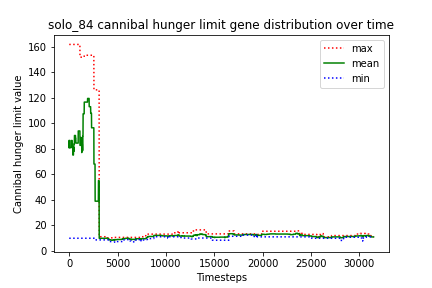 solo_84 cannibal hunger limit gene distribution over time
160
140
120
100
80
60
40
20
0
Cannibal hunger limit value
max
mean
min
0
5000
10000
15000
20000
25000
30000
Timesteps